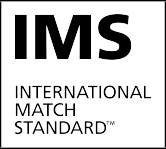 IMS
INTERNATIONAL
MATCH
STANDARD™